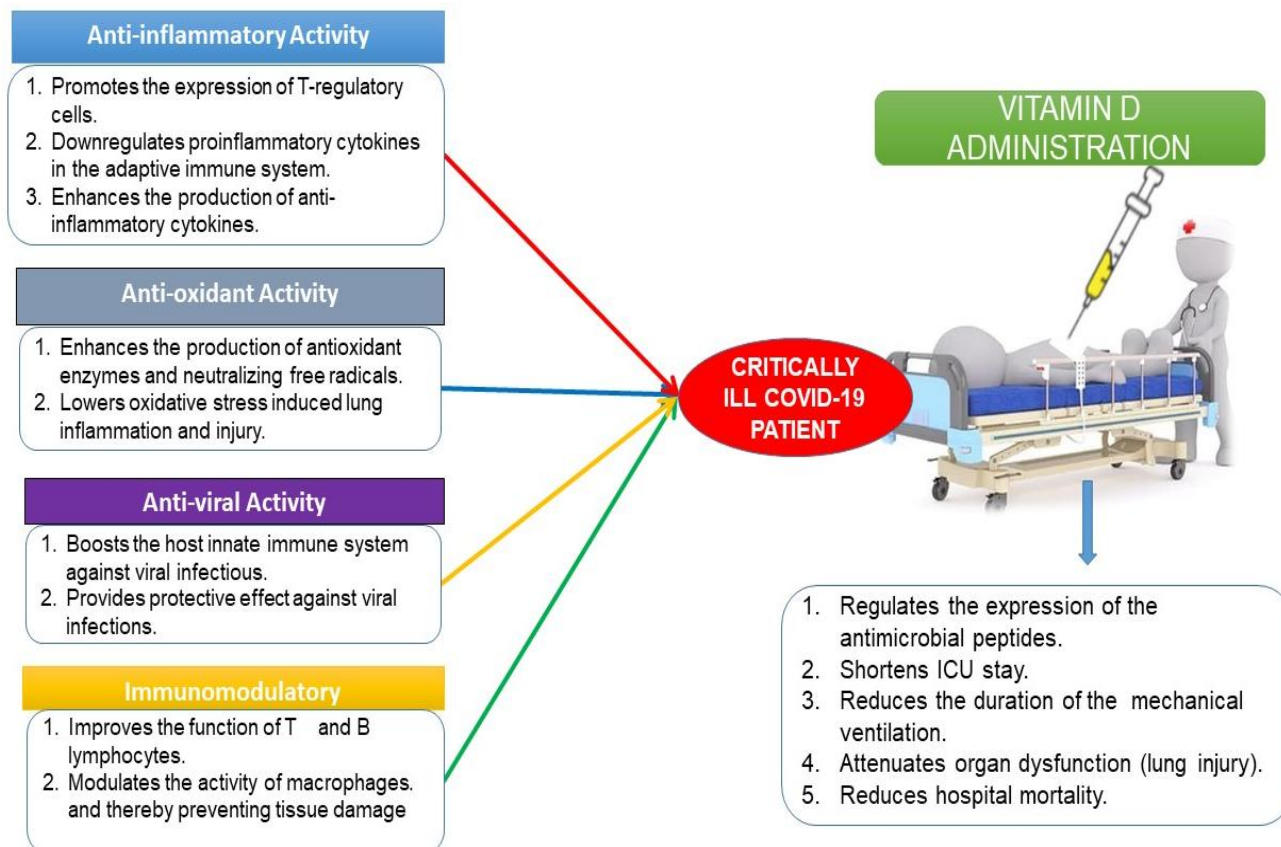 Anti-inflammatory Activity
1. Promotes the expression of T-regulatory
cells.
2. Downregulates proinflammatory cytokines
in the adaptive immune system.
3. Enhances the production of anti-
inflammatory cytokines.
Anti-oxidant Activity
1. Enhances the production of antioxidant
enzymes and neutralizing free radicals.
2. Lowers oxidative stress induced lung
inflammation and injury.
Anti-viral Activity
1. Boosts the host innate immune system
against viral infectious.
2. Provides protective effect against viral
infections.
Immunomodulatory
1. Improves the function of T and B
lymphocytes.
2. Modulates the activity of macrophages.
and thereby preventing tissue damage
CRITICALLY
ILL COVID-19
PATIENT
VITAMIN D
ADMINISTRATION
1. Regulates the expression of the
antimicrobial peptides.
2. Shortens ICU stay.
3. Reduces the duration of the mechanical
ventilation.
4. Attenuates organ dysfunction (lung injury).
5. Reduces hospital mortality.